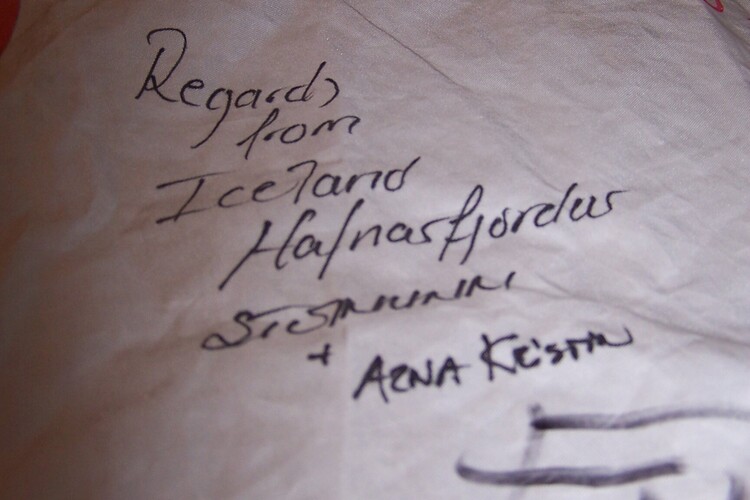 Regards
from
Iceland
Hafnarfjordur
+ ARNA KRISTIN